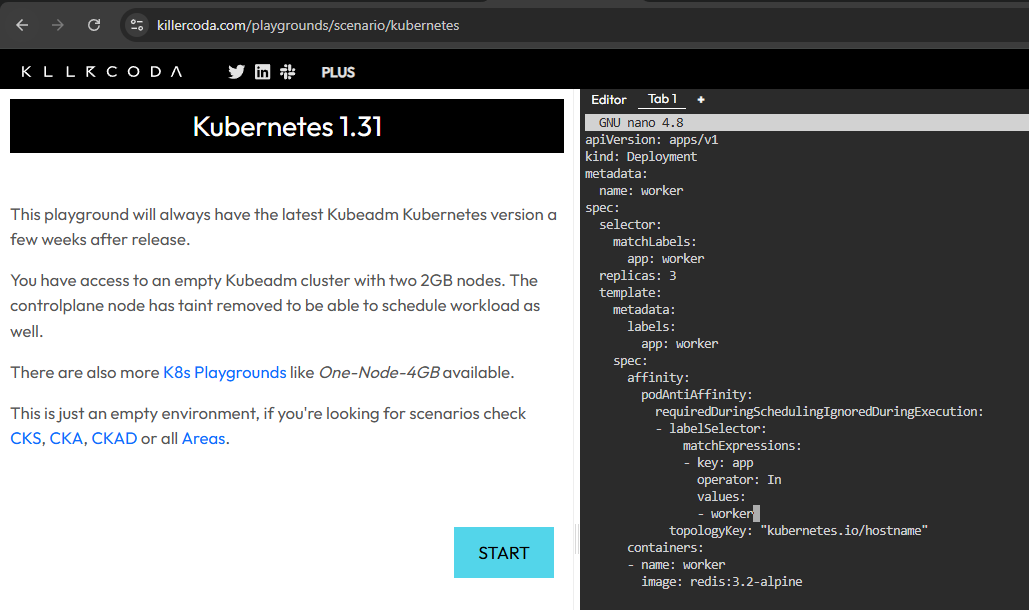 killercoda.com/playgrounds/scenario/kubernetes
KLLRCODA
PLUS
Kubernetes 1.31
This playground will always have the latest Kubeadm Kubernetes version a
few weeks after release.
You have access to an empty Kubeadm cluster with two 2GB nodes. The
controlplane node has taint removed to be able to schedule workload as
well.
There are also more K8s Playgrounds like One-Node-4GB available.
This is just an empty environment, if you're looking for scenarios check
CKS, CKA, CKAD or all Areas.
START
Editor Tab 1 +
GNU nano 4.8
apiVersion: apps/v1
kind: Deployment
metadata:
  name: worker
spec:
  selector:
    matchLabels:
      app: worker
  replicas: 3
  template:
    metadata:
      labels:
        app: worker
    spec:
      affinity:
        podAntiAffinity:
          requiredDuringSchedulingIgnoredDuringExecution:
          - labelSelector:
              matchExpressions:
              - key: app
                operator: In
                values:
                - worker
            topologyKey: "kubernetes.io/hostname"
      containers:
      - name: worker
        image: redis:3.2-alpine